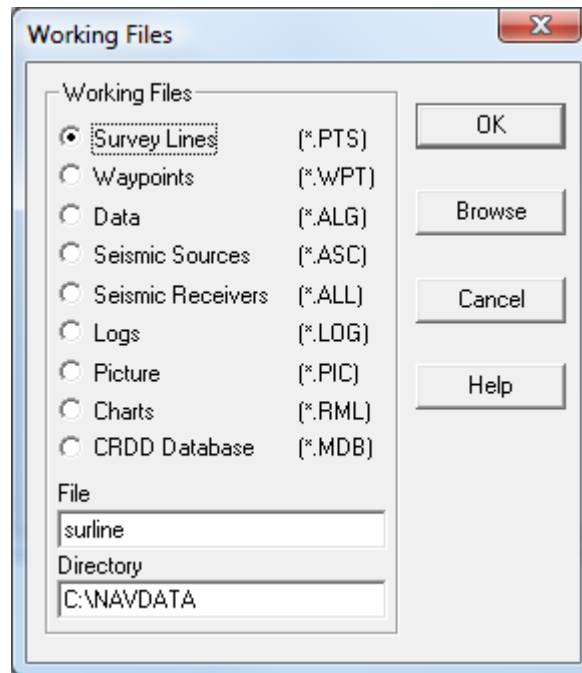 Working Files
Working Files
Survey Lines (*.PTS)
Waypoints (*.WPT)
Data (*.ALG)
Seismic Sources (*.ASC)
Seismic Receivers (*.ALL)
Logs (*.LOG)
Picture (*.PIC)
Charts (*.RML)
CRDD Database (*.MDB)
File
surline
Directory
C:\NAVDATA
OK
Browse
Cancel
Help